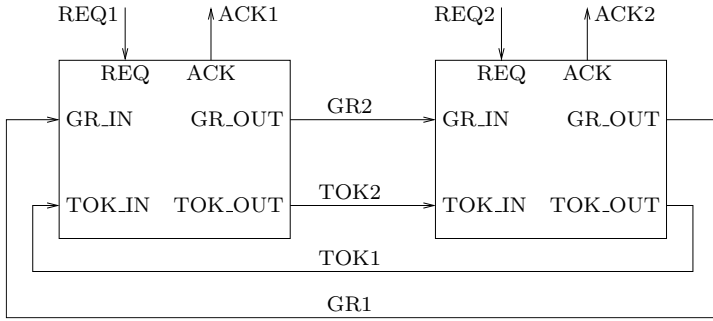 REQ1 ACK1 REQ2 ACK2
REQ ACK REQ ACK
GR_IN GR_OUT GR2 GR_IN GR_OUT
TOK_IN TOK_OUT TOK2 TOK_IN TOK_OUT
TOK1
GR1